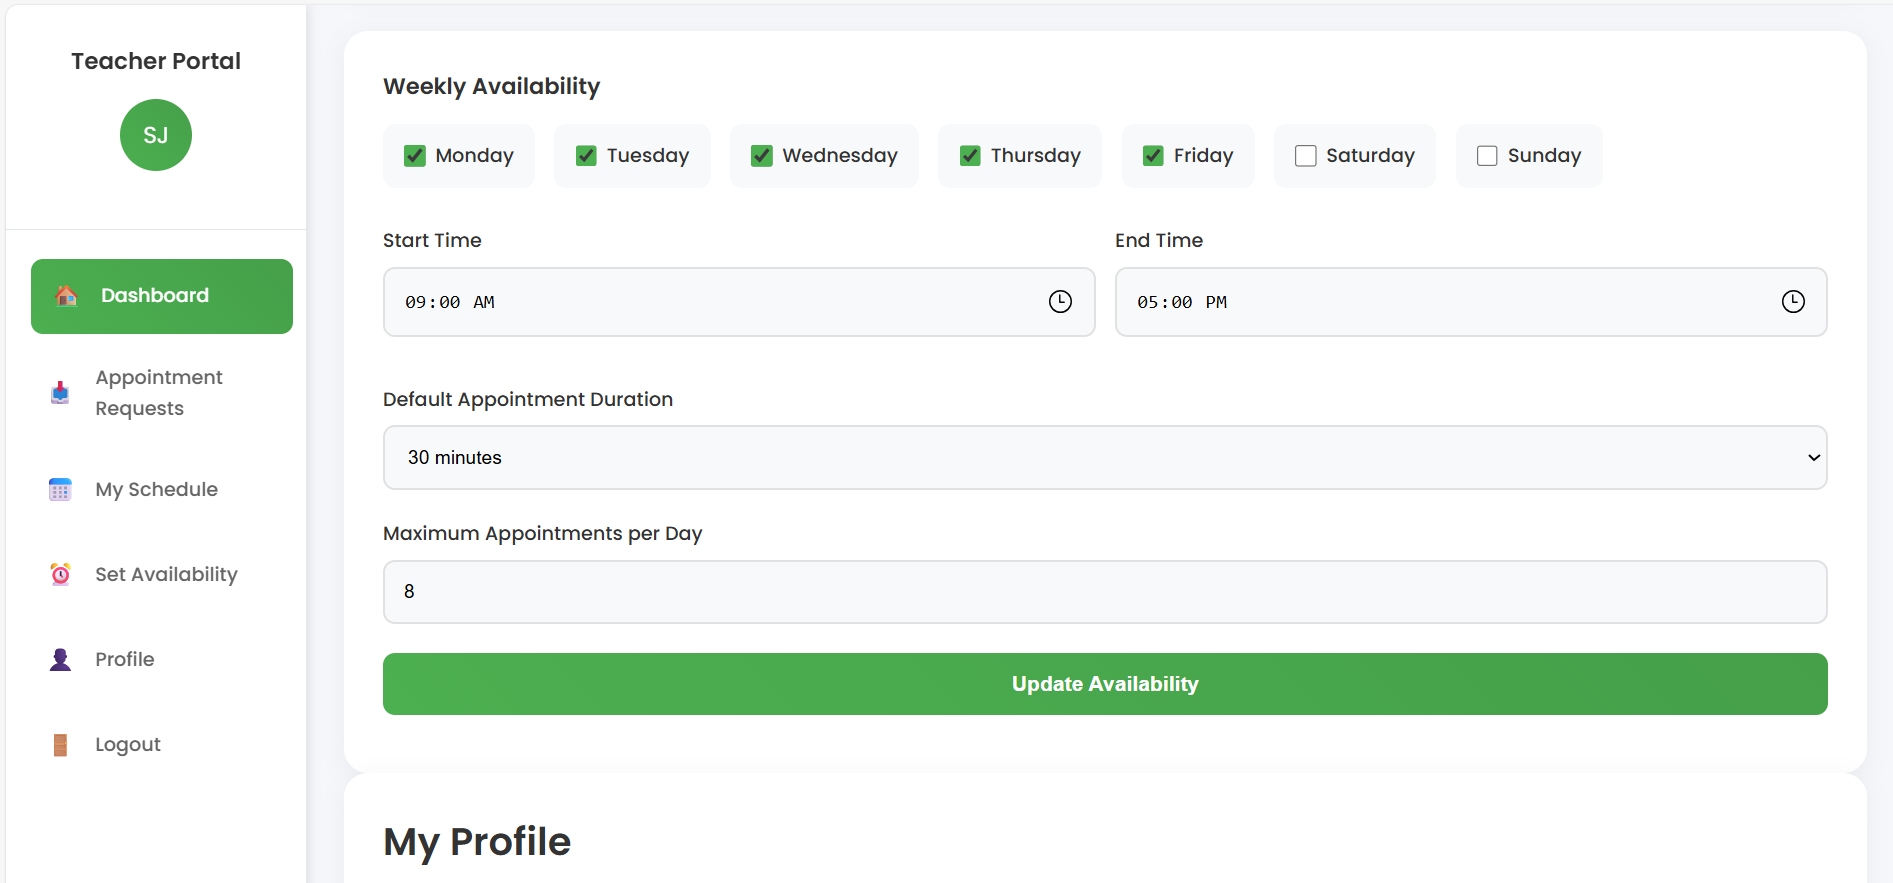 Teacher Portal
SJ
Dashboard
Appointment
Requests
My Schedule
Set Availability
Profile
Logout
Weekly Availability
Monday Tuesday Wednesday Thursday Friday Saturday Sunday
Start Time End Time
09:00 AM 05:00 PM
Default Appointment Duration
30 minutes
Maximum Appointments per Day
8
Update Availability
My Profile